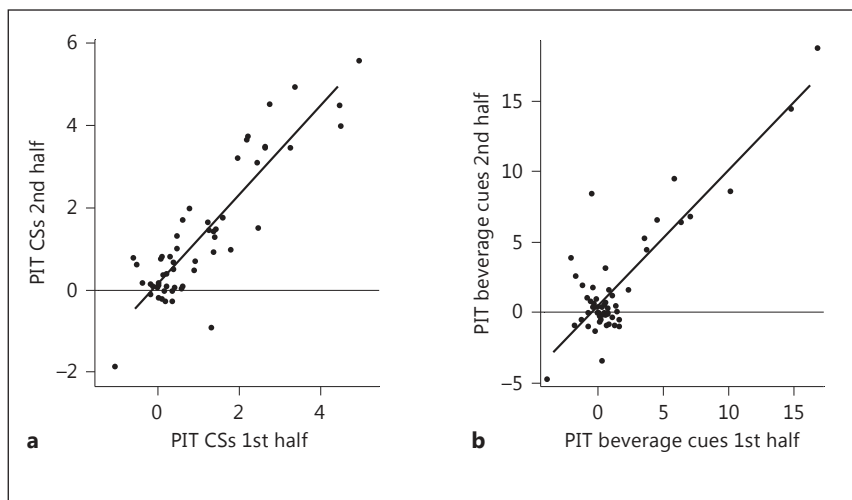 PIT CSs 2nd half
6
4
2
0
–2
0
2
4
PIT CSs 1st half
a
PIT beverage cues 2nd half
15
10
5
0
–5
0
5
10
15
PIT beverage cues 1st half
b